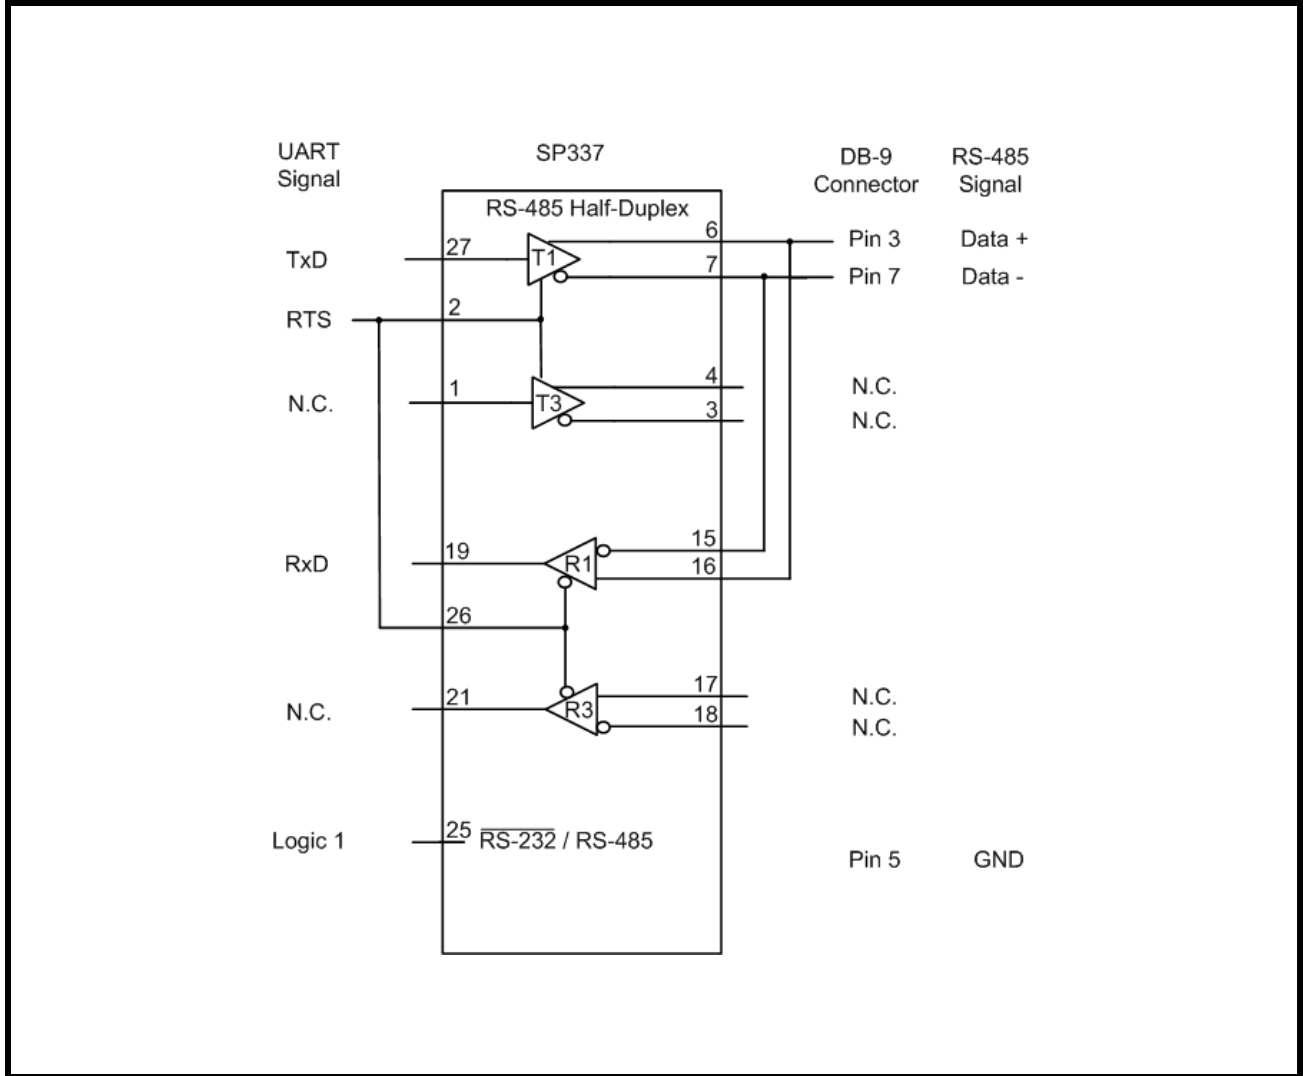 UART
Signal
SP337
DB-9
Connector
RS-485
Signal
RS-485 Half-Duplex
TxD
27
T1
6
Pin 3
Data +
7
Pin 7
Data -
RTS
2
N.C.
1
T3
4
N.C.
3
N.C.
RxD
19
R1
15
16
26
N.C.
21
R3
17
N.C.
18
N.C.
Logic 1
25
RS-232 / RS-485
Pin 5
GND